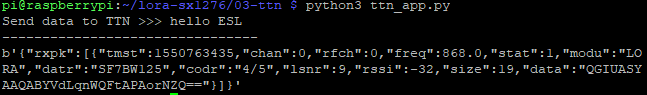 pi@raspberrypi:~/lora-sx1276/03-ttn $ python3 ttn_app.py
Send data to TTN >>> hello ESL
--------------------------------
b'{"rxpk":[{"tmst":1550763435,"chan":0,"rfch":0,"freq":868.0,"stat":1,"modu":"LO
RA","datr":"SF7BW125","codr":"4/5","lsnr":9,"rssi":-32,"size":19,"data":"QGIUASY
AAQABYVdLqnWQFtAPAorNZQ=="}]}'